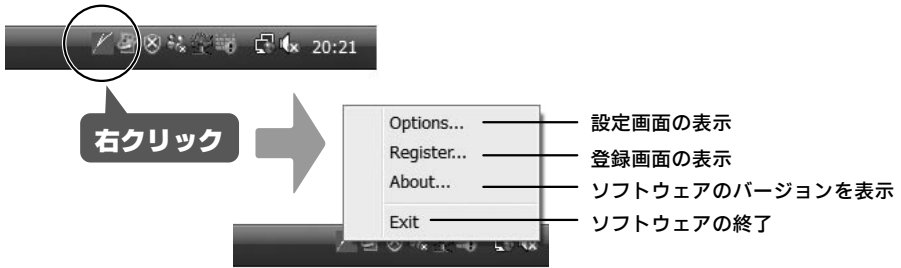 20:21
右クリック
Options...
設定画面の表示
Register...
登録画面の表示
About...
ソフトウェアのバージョンを表示
Exit
ソフトウェアの終了